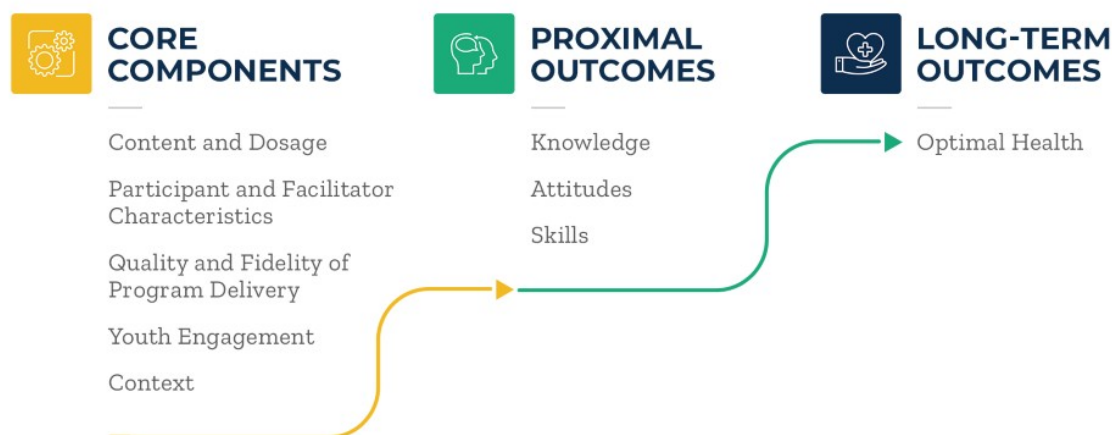 CORE
COMPONENTS
Content and Dosage
Participant and Facilitator
Characteristics
Quality and Fidelity of
Program Delivery
Youth Engagement
Context
PROXIMAL
OUTCOMES
Knowledge
Attitudes
Skills
LONG-TERM
OUTCOMES
Optimal Health